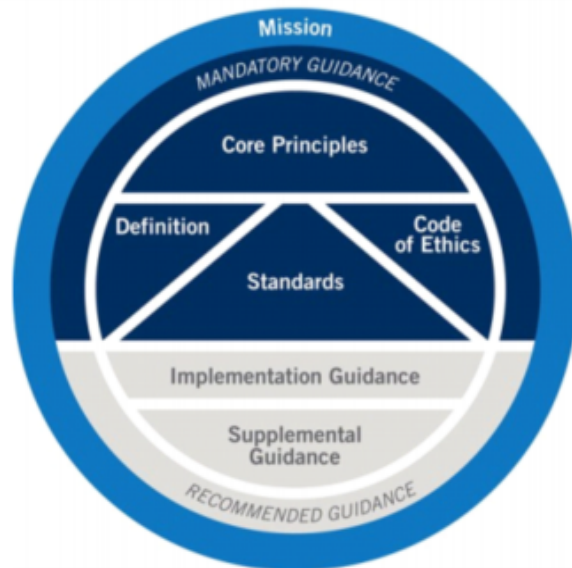 Mission
MANDATORY GUIDANCE
Core Principles
Definition
Code
of Ethics
Standards
Implementation Guidance
Supplemental
Guidance
RECOMMENDED GUIDANCE